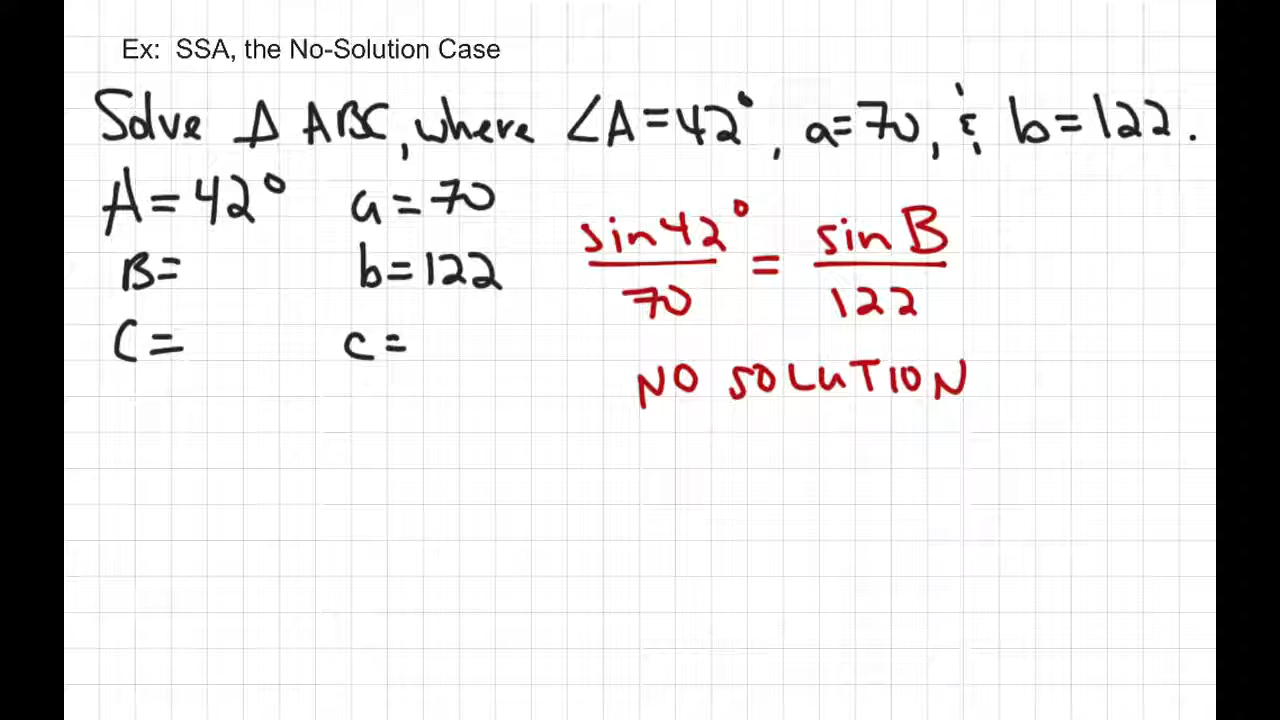 Ex: SSA, the No-Solution Case
Solve Δ ABC, where ∠A=42°, a=70, & b=122.
A=42° a=70
B= b=122
C= c=
sin42°/70 = sin B/122
NO SOLUTION